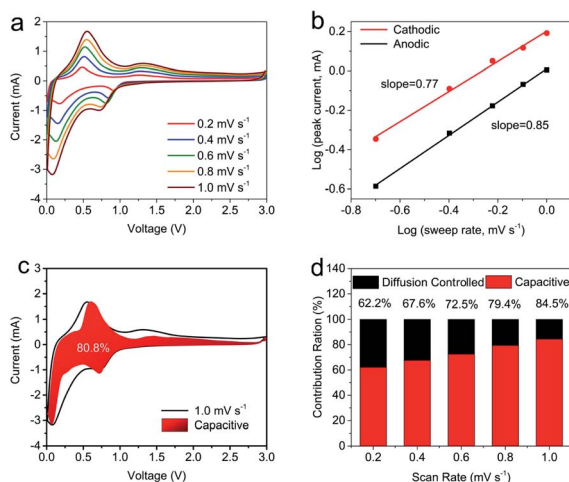 a
3
2
1
0
-1
-2
-3
-4
Current (mA)
0.2 mV s⁻¹
0.4 mV s⁻¹
0.6 mV s⁻¹
0.8 mV s⁻¹
1.0 mV s⁻¹
0.0 0.5 1.0 1.5 2.0 2.5 3.0
Voltage (V)
b
0.2
0.0
-0.2
-0.4
-0.6
Log (peak current, mA)
Cathodic
Anodic
slope=0.77
slope=0.85
-0.8 -0.6 -0.4 -0.2 0.0
Log (sweep rate, mV s⁻¹)
c
3
2
1
0
-1
-2
-3
-4
Current (mA)
80.8%
1.0 mV s⁻¹
Capacitive
0.0 0.5 1.0 1.5 2.0 2.5 3.0
Voltage (V)
d
140
120
100
80
60
40
20
0
Contribution Ration (%)
Diffusion Controlled Capacitive
62.2% 67.6% 72.5% 79.4% 84.5%
0.2 0.4 0.6 0.8 1.0
Scan Rate (mV s⁻¹)